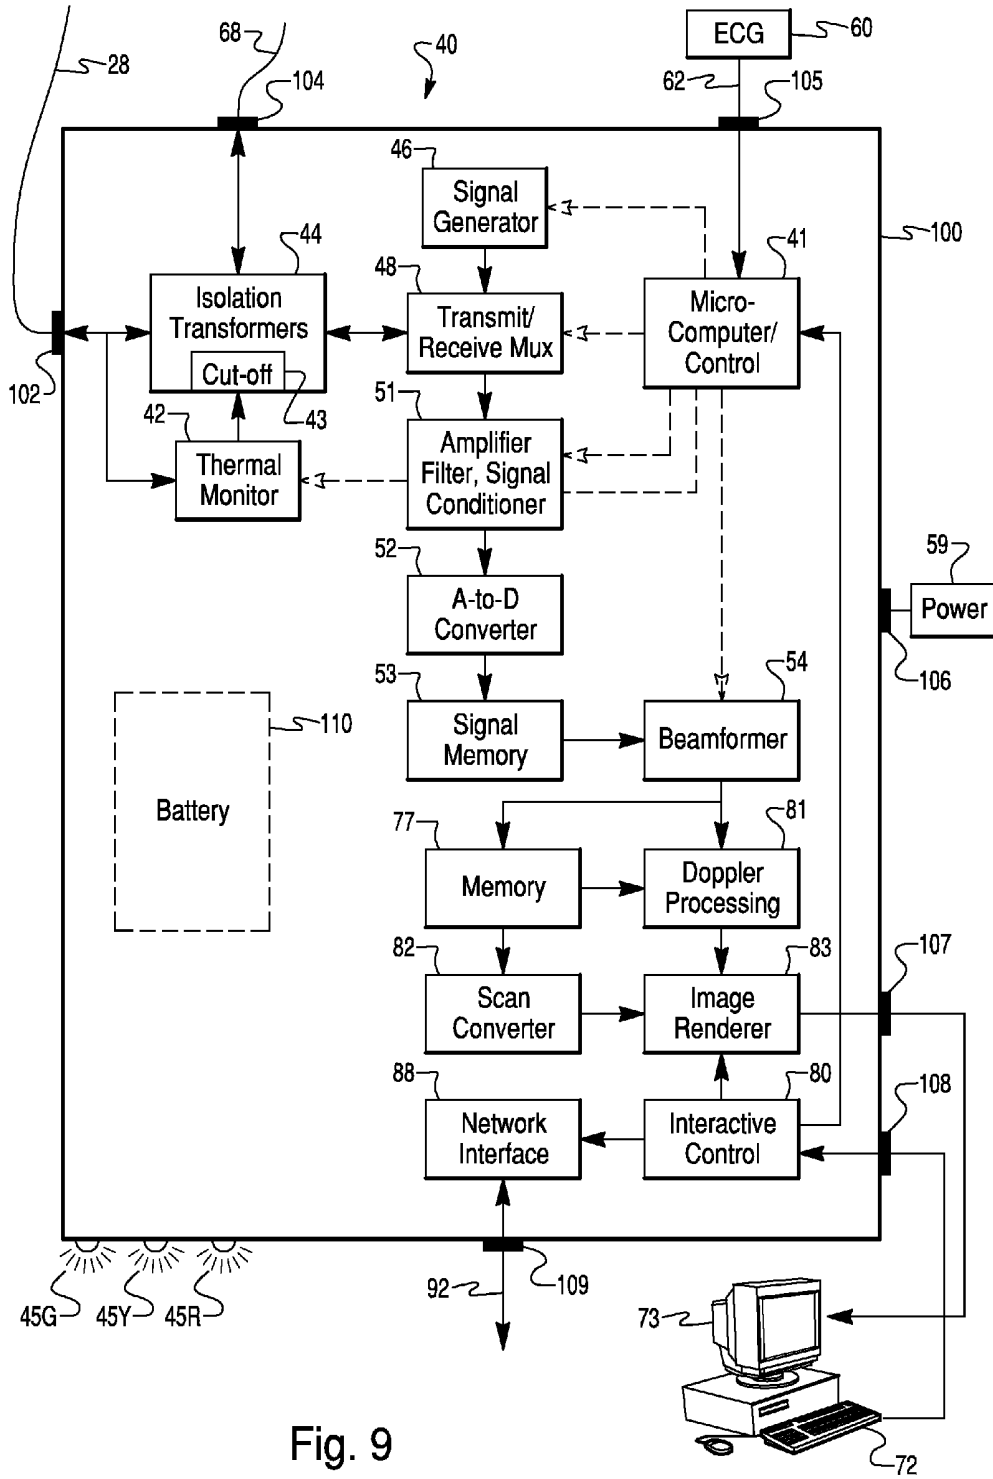 68
40
ECG
60
28
104
62
105
46
Signal
Generator
44
48
41
100
Isolation
Transformers
Transmit/
Receive Mux
Micro-
Computer/
Control
Cut-off
102
42
43
51
Thermal
Monitor
Amplifier
Filter, Signal
Conditioner
52
59
A-to-D
Converter
Power
53
54
106
110
Signal
Memory
Beamformer
Battery
77
81
Memory
Doppler
Processing
82
83
107
Scan
Converter
Image
Renderer
88
80
108
Network
Interface
Interactive
Control
45G
45Y
45R
92
109
73
72
Fig. 9